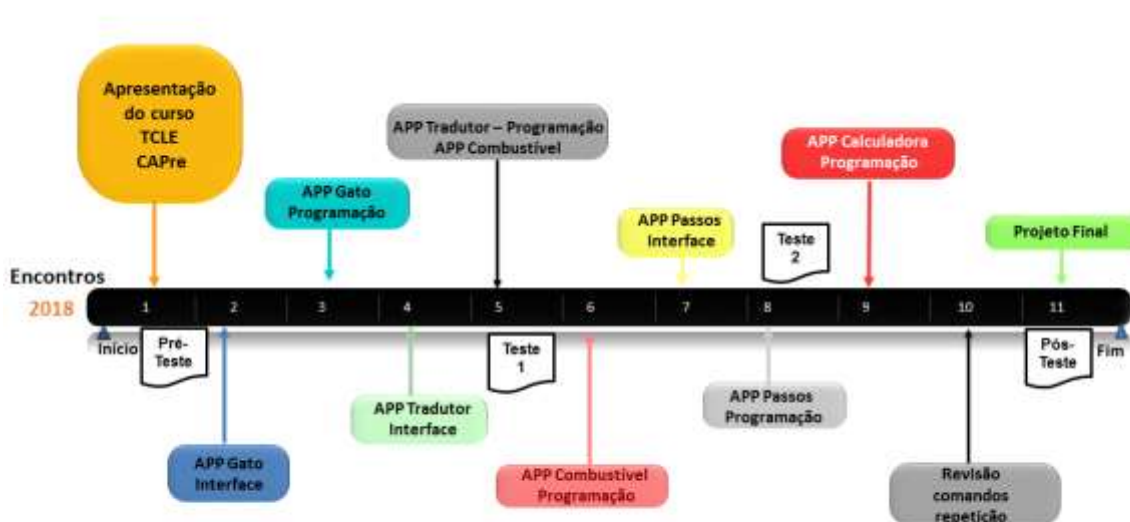 Apresentação
do curso
TCLE
CAPre
APP Tradutor – Programação
APP Combustível
APP Calculadora
Programação
APP Gato
Programação
APP Passos
Interface
Teste
2
Projeto Final
Encontros
2018
1
2
3
4
5
6
7
8
9
10
11
Início
Pré-
Teste
Teste
1
Pós-
Teste
Fim
APP Tradutor
Interface
APP Passos
Programação
APP Gato
Interface
APP Combustível
Programação
Revisão
comandos
repetição